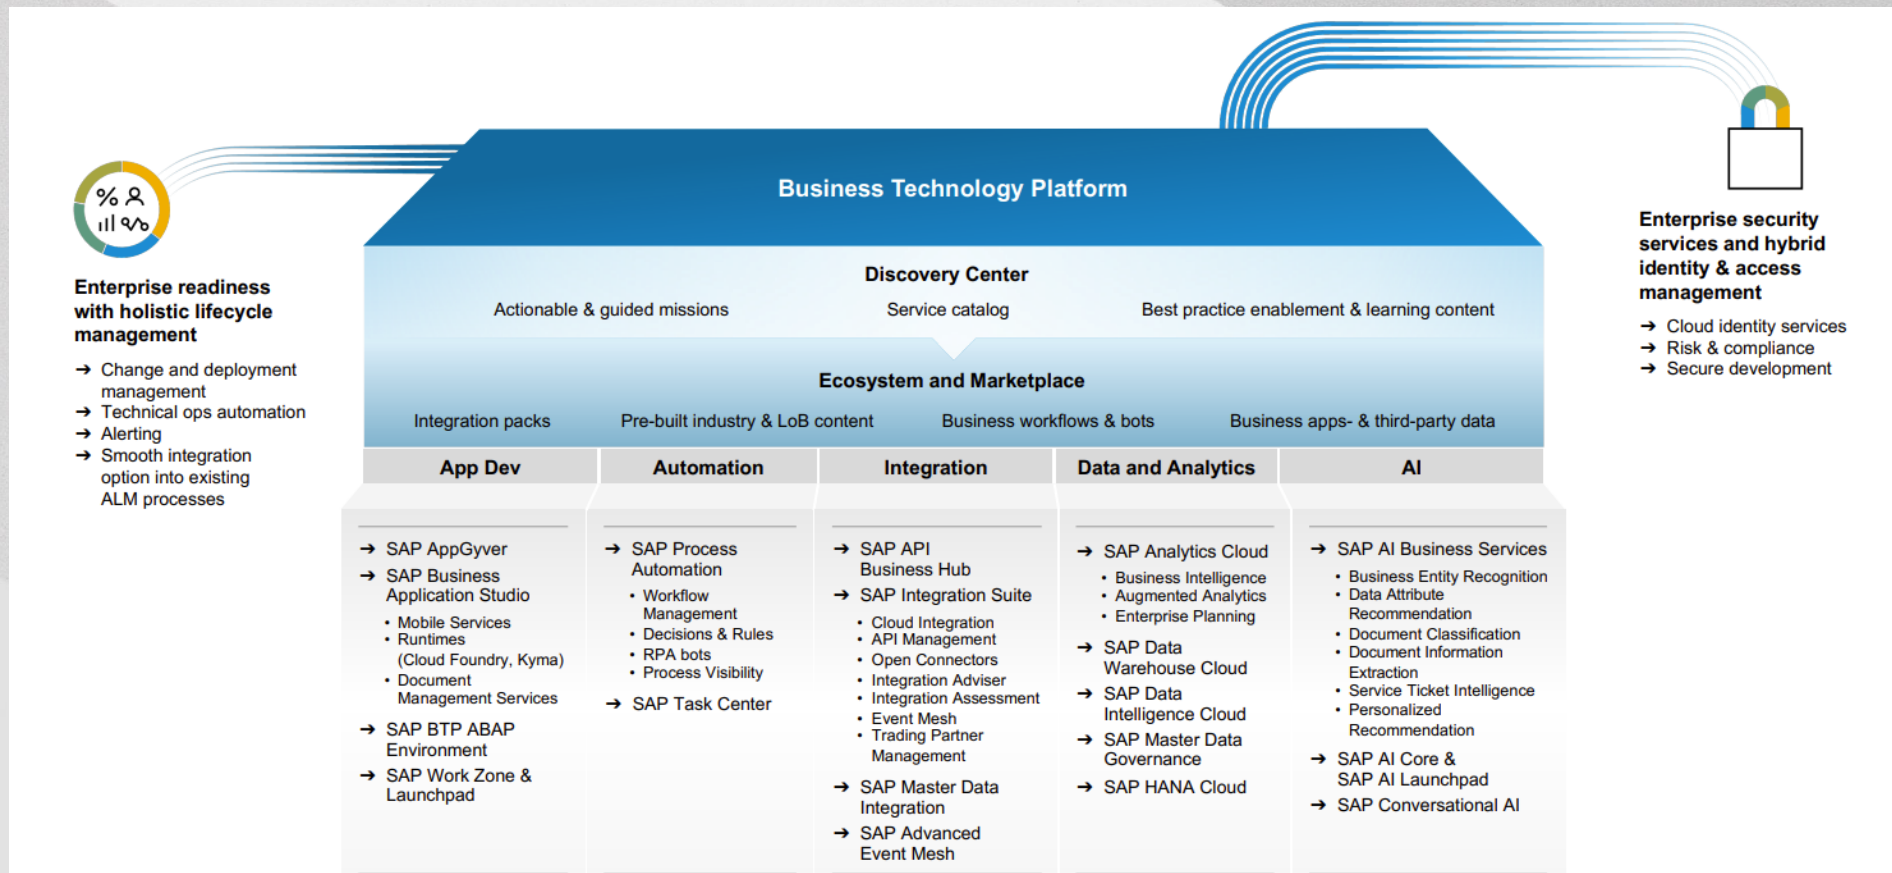 Business Technology Platform
Enterprise readiness
with holistic lifecycle
management
➔ Change and deployment
management
➔ Technical ops automation
➔ Alerting
➔ Smooth integration
option into existing
ALM processes
Enterprise security
services and hybrid
identity & access
management
➔ Cloud identity services
➔ Risk & compliance
➔ Secure development
Discovery Center
Actionable & guided missions
Service catalog
Best practice enablement & learning content
Ecosystem and Marketplace
Integration packs
Pre-built industry & LoB content
Business workflows & bots
Business apps- & third-party data
App Dev
➔ SAP AppGyver
➔ SAP Business
Application Studio
• Mobile Services
• Runtimes
(Cloud Foundry, Kyma)
• Document
Management Services
➔ SAP BTP ABAP
Environment
➔ SAP Work Zone &
Launchpad
Automation
➔ SAP Process
Automation
• Workflow
Management
• Decisions & Rules
• RPA bots
• Process Visibility
➔ SAP Task Center
Integration
➔ SAP API
Business Hub
➔ SAP Integration Suite
• Cloud Integration
• API Management
• Open Connectors
• Integration Adviser
• Integration Assessment
• Event Mesh
• Trading Partner
Management
➔ SAP Master Data
Integration
➔ SAP Advanced
Event Mesh
Data and Analytics
➔ SAP Analytics Cloud
• Business Intelligence
• Augmented Analytics
• Enterprise Planning
➔ SAP Data
Warehouse Cloud
➔ SAP Data
Intelligence Cloud
➔ SAP Master Data
Governance
➔ SAP HANA Cloud
AI
➔ SAP AI Business Services
• Business Entity Recognition
• Data Attribute
Recommendation
• Document Classification
• Document Information
Extraction
• Service Ticket Intelligence
• Personalized
Recommendation
➔ SAP AI Core &
SAP AI Launchpad
➔ SAP Conversational AI